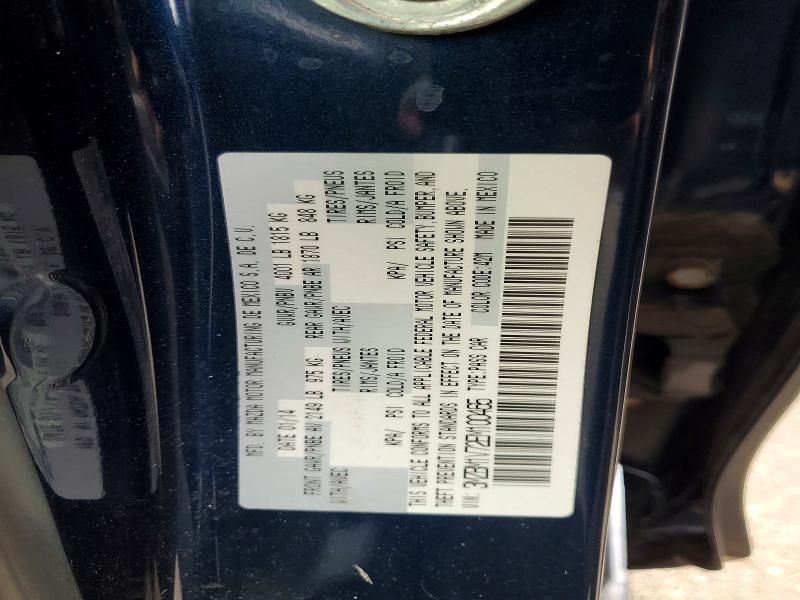 MFD. BY MAZDA MOTOR MANUFACTURING DE MEXICO S.A. DE C.V.
DATE 01/14 GVWR/PNBV 4001 LB 1815 KG
FRONT GAWR/PNBE AV 2149 LB 975 KG REAR GAWR/PNBE AR 1870 LB 848 KG
WITH/AVEC TIRES/PNEUS WITH/AVEC TIRES/PNEUS
RIMS/JANTES RIMS/JANTES
KPA/ PSI COLD/A FROID KPA/ PSI COLD/A FROID
THIS VEHICLE CONFORMS TO ALL APPLICABLE FEDERAL MOTOR VEHICLE SAFETY, BUMPER, AND
THEFT PREVENTION STANDARDS IN EFFECT ON THE DATE OF MANUFACTURE SHOWN ABOVE.
VIN: TYPE:PASS CAR COLOR CODE:42M MADE IN MEXICO